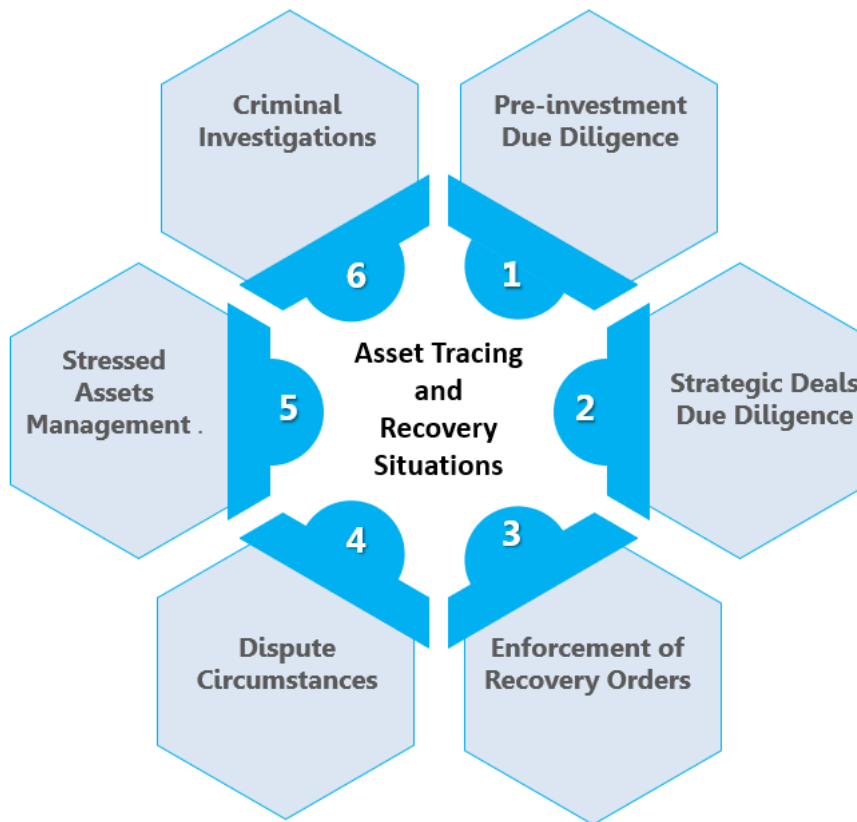 Asset Tracing
and
Recovery
Situations
1
Pre-investment
Due Diligence
2
Strategic Deals
Due Diligence
3
Enforcement of
Recovery Orders
4
Dispute
Circumstances
5
Stressed
Assets
Management .
6
Criminal
Investigations